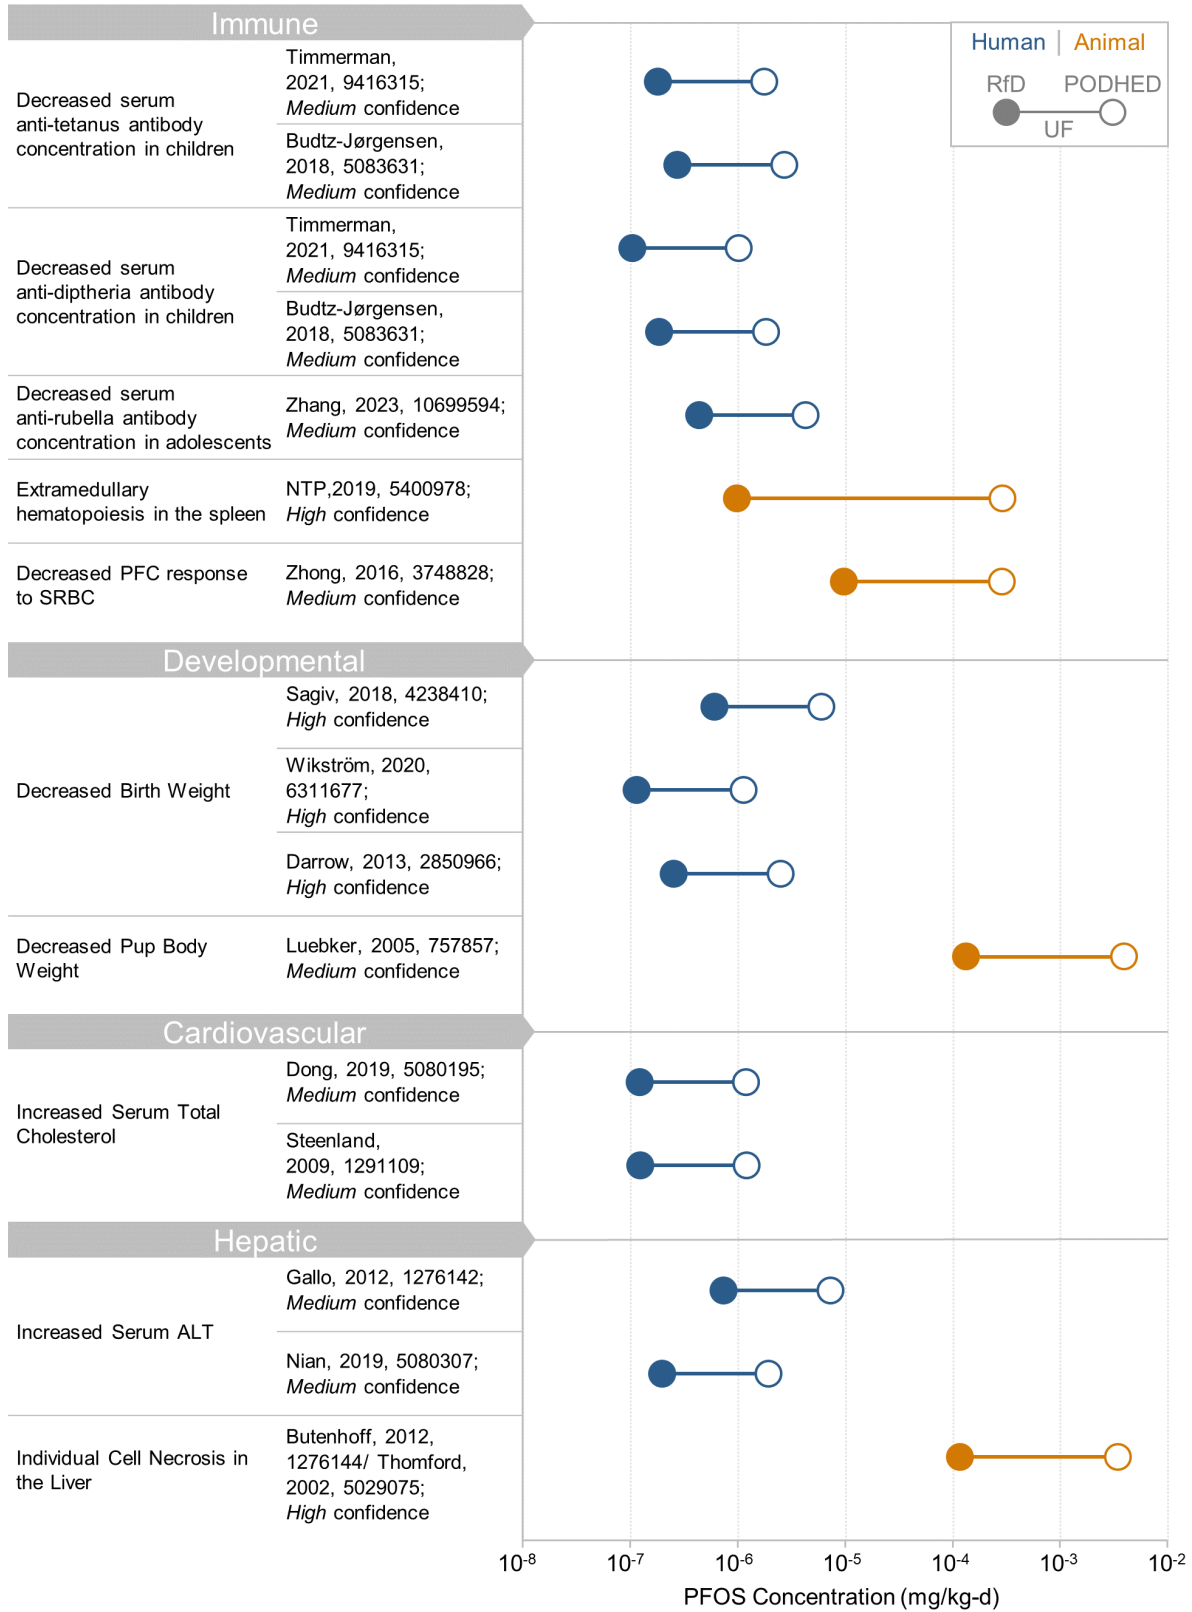 Immune
Human | Animal
RfD PODHED
UF
Decreased serum
anti-tetanus antibody
concentration in children
Timmerman,
2021, 9416315;
Medium confidence
Budtz-Jørgensen,
2018, 5083631;
Medium confidence
Decreased serum
anti-diptheria antibody
concentration in children
Timmerman,
2021, 9416315;
Medium confidence
Budtz-Jørgensen,
2018, 5083631;
Medium confidence
Decreased serum
anti-rubella antibody
concentration in adolescents
Zhang, 2023, 10699594;
Medium confidence
Extramedullary
hematopoiesis in the spleen
NTP,2019, 5400978;
High confidence
Decreased PFC response
to SRBC
Zhong, 2016, 3748828;
Medium confidence
Developmental
Decreased Birth Weight
Sagiv, 2018, 4238410;
High confidence
Wikström, 2020,
6311677;
High confidence
Darrow, 2013, 2850966;
High confidence
Decreased Pup Body
Weight
Luebker, 2005, 757857;
Medium confidence
Cardiovascular
Increased Serum Total
Cholesterol
Dong, 2019, 5080195;
Medium confidence
Steenland,
2009, 1291109;
Medium confidence
Hepatic
Increased Serum ALT
Gallo, 2012, 1276142;
Medium confidence
Nian, 2019, 5080307;
Medium confidence
Individual Cell Necrosis in
the Liver
Butenhoff, 2012,
1276144/ Thomford,
2002, 5029075;
High confidence
10⁻⁸ 10⁻⁷ 10⁻⁶ 10⁻⁵ 10⁻⁴ 10⁻³ 10⁻²
PFOS Concentration (mg/kg-d)